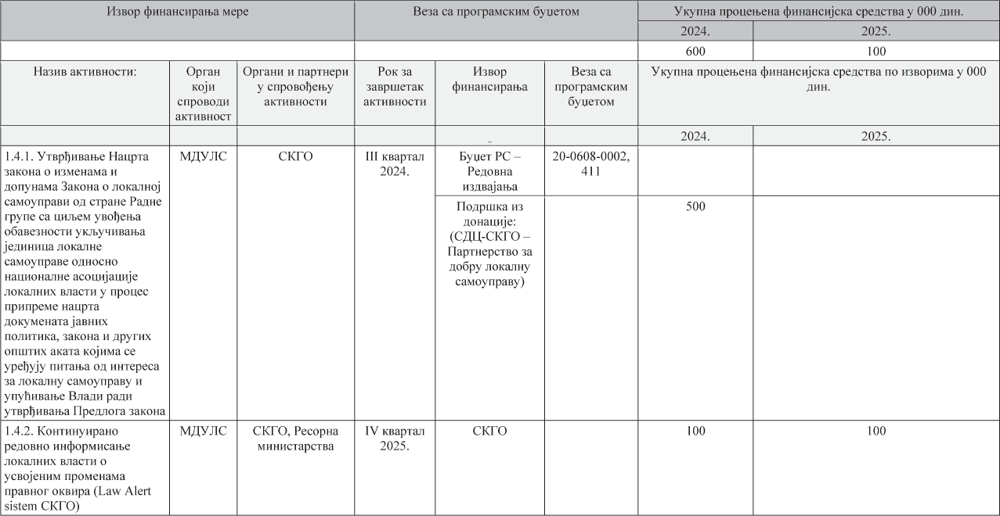 Извор финансирања мере
Веза са програмским буџетом
Укупна процењена финансијска средства у 000 дин.
2024.
2025.
600
100
Назив активности:
Орган
који
спроводи
активност
Органи и партнери
у спровођењу
активности
Рок за
завршетак
активности
Извор
финансирања
Веза са
програмским
буџетом
Укупна процењена финансијска средства по изворима у 000
дин.
2024.
2025.
1.4.1. Утврђивање Нацрта
закона о изменама и
допунама Закона о локалној
самоуправи од стране Радне
групе са циљем увођења
обавезности укључивања
јединица локалне
самоуправе односно
националне асоцијације
локалних власти у процес
припреме нацрта
докумената јавних
политика, закона и других
општих аката којима се
уређују питања од интереса
за локалну самоуправу и
упућивање Влади ради
утврђивања Предлога закона
МДУЛС
СКГО
III квартал
2024.
Буџет РС –
Редовна
издвајања
20-0608-0002,
411
Подршка из
донације:
(СДЦ-СКГО –
Партнерство за
добру локалну
самоуправу)
500
1.4.2. Континуирано
редовно информисање
локалних власти о
усвојеним променама
правног оквира (Law Alert
sistem СКГО)
МДУЛС
СКГО, Ресорна
министарства
IV квартал
2025.
СКГО
100
100